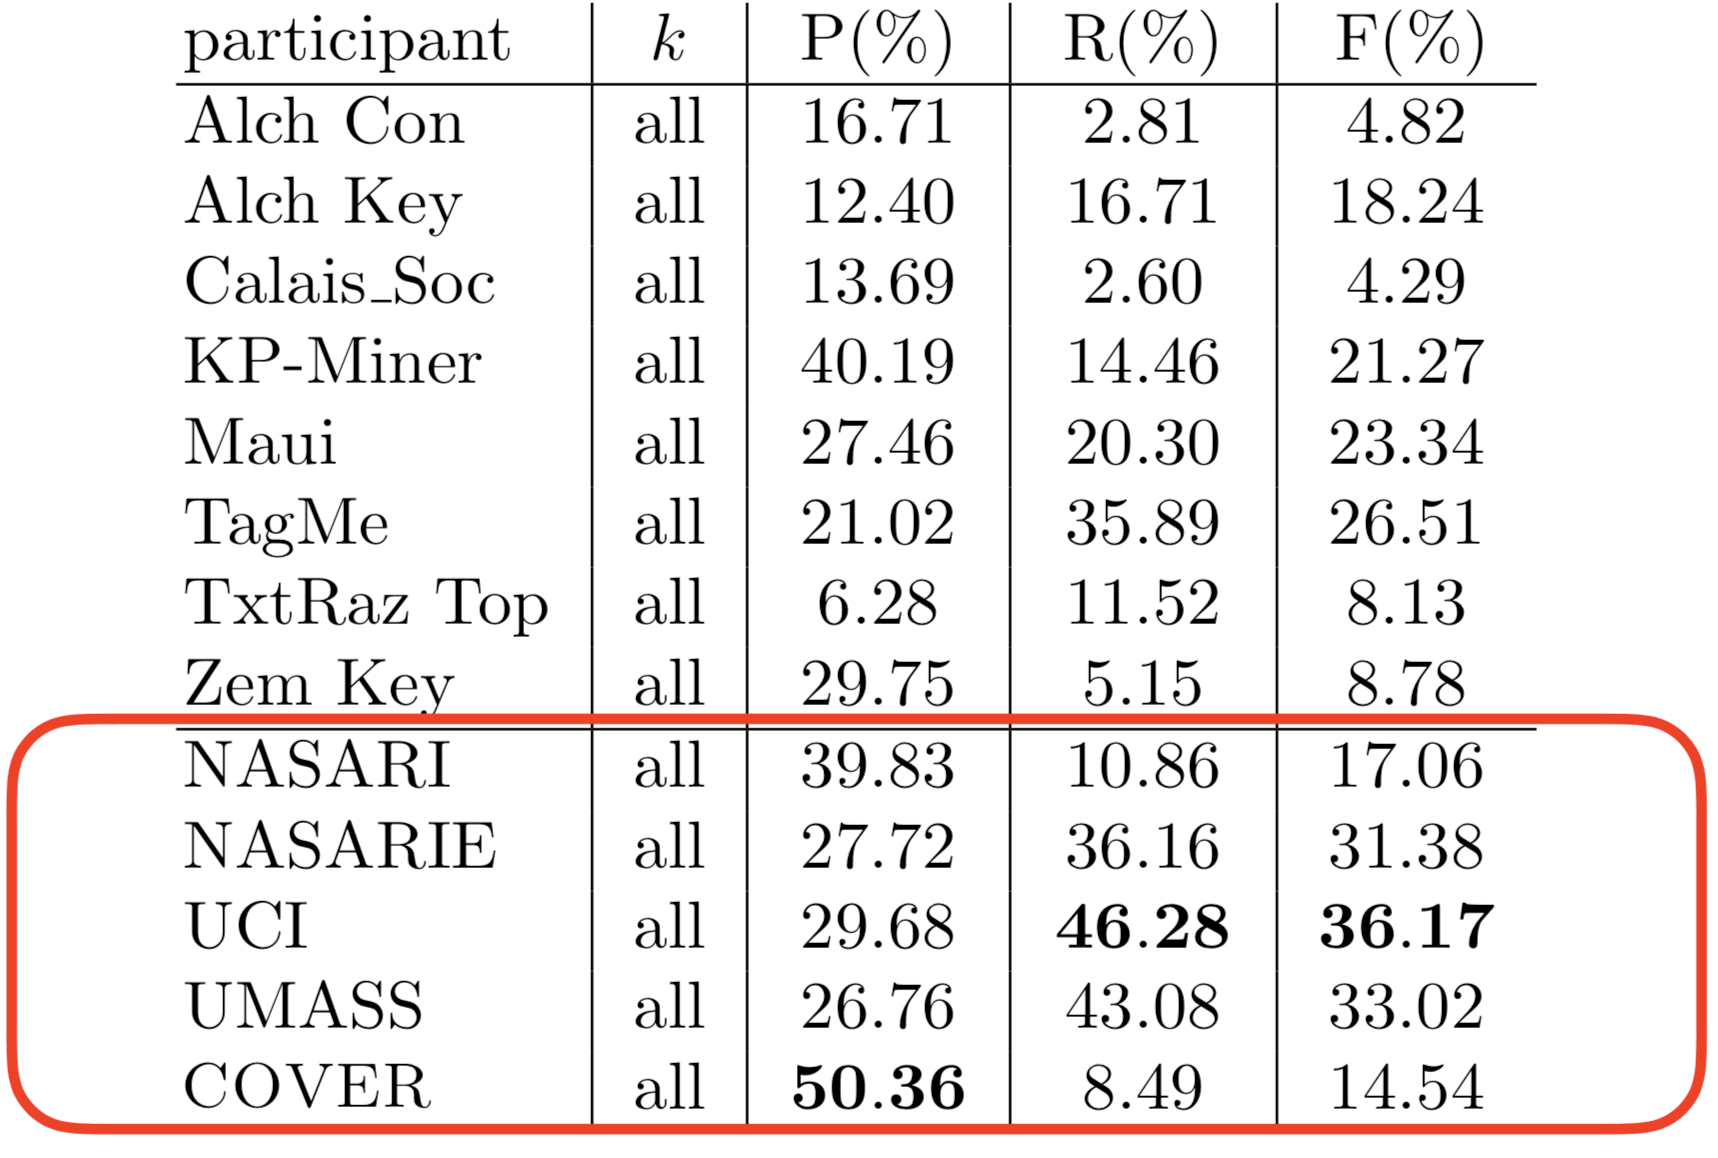 participant k P(%) R(%) F(%)
Alch Con all 16.71 2.81 4.82
Alch Key all 12.40 16.71 18.24
Calais_Soc all 13.69 2.60 4.29
KP-Miner all 40.19 14.46 21.27
Maui all 27.46 20.30 23.34
TagMe all 21.02 35.89 26.51
TxtRaz Top all 6.28 11.52 8.13
Zem Key all 29.75 5.15 8.78
NASARI all 39.83 10.86 17.06
NASARIE all 27.72 36.16 31.38
UCI all 29.68 46.28 36.17
UMASS all 26.76 43.08 33.02
COVER all 50.36 8.49 14.54